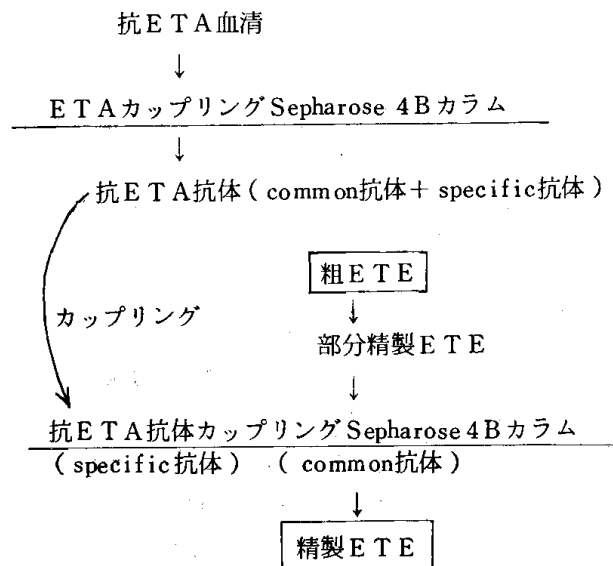 抗ETA血清
↓
ETAカップリングSepharose 4Bカラム
↓
抗ETA抗体(common抗体+specific抗体)
粗ETE
↓
カップリング
部分精製ETE
↓
抗ETA抗体カップリングSepharose 4Bカラム
(specific抗体) (common抗体)
↓
精製ETE